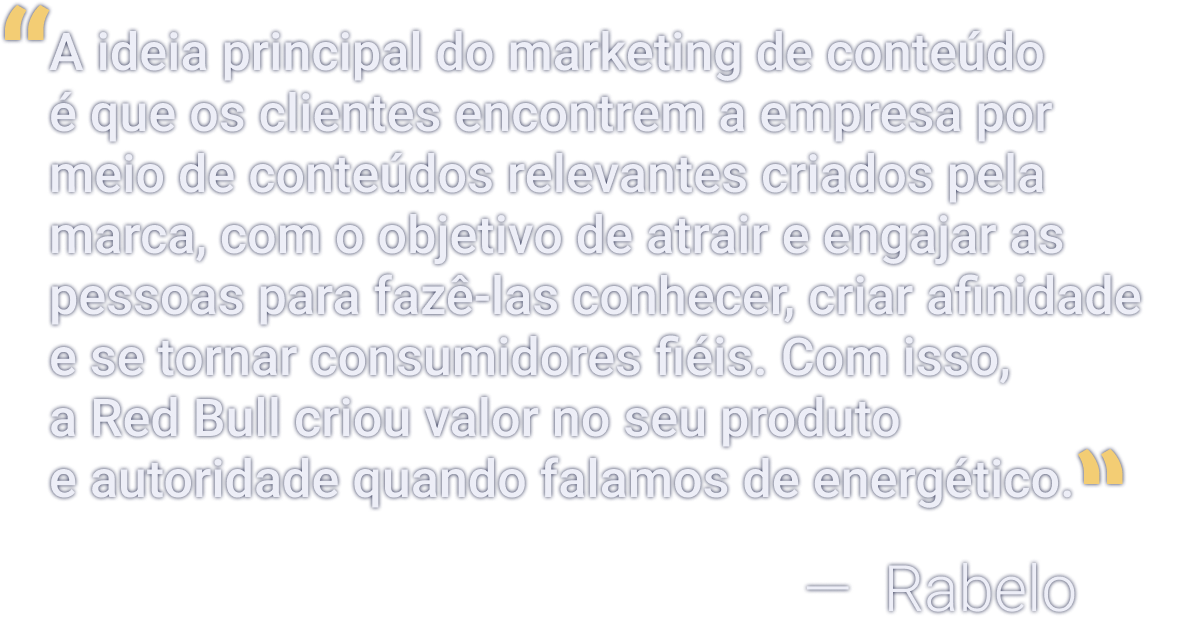 “A ideia principal do marketing de conteúdo
é que os clientes encontrem a empresa por
meio de conteúdos relevantes criados pela
marca, com o objetivo de atrair e engajar as
pessoas para fazê-las conhecer, criar afinidade
e se tornar consumidores fiéis. Com isso,
a Red Bull criou valor no seu produto
e autoridade quando falamos de energético.”
— Rabelo